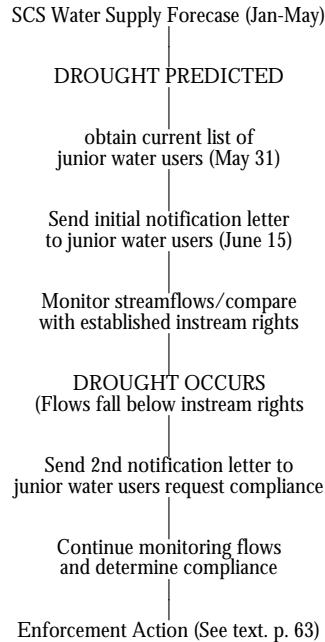 SCS Water Supply Forecase (Jan-May)
DROUGHT PREDICTED
obtain current list of
junior water users (May 31)
Send initial notification letter
to junior water users (June 15)
Monitor streamflows/compare
with established instream rights
DROUGHT OCCURS
(Flows fall below instream rights
Send 2nd notification letter to
junior water users request compliance
Continue monitoring flows
and determine compliance
Enforcement Action (See text. p. 63)